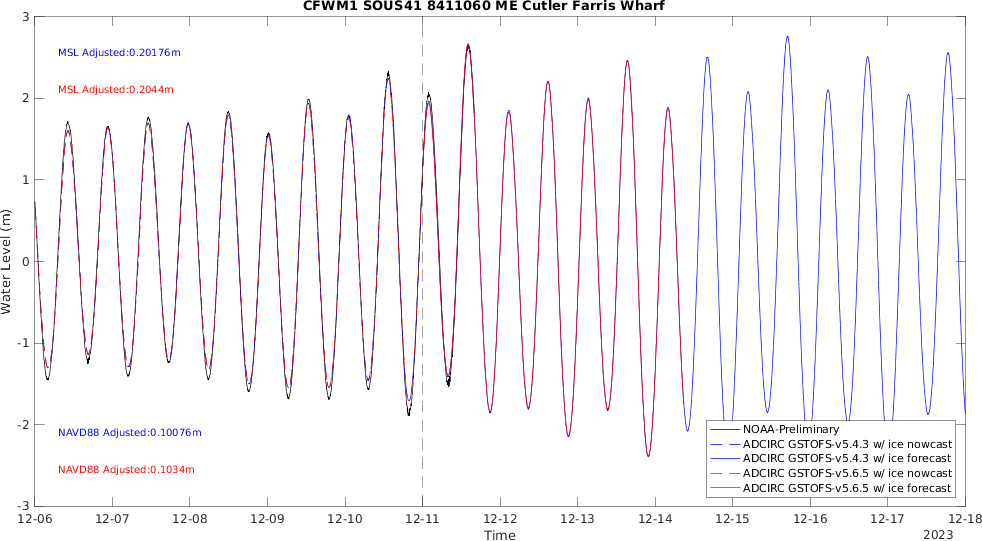 CFWM1 SOUS41 8411060 ME Cutler Farris Wharf
3
2
1
0
-1
-2
-3
Water Level (m)
MSL Adjusted:0.20176m
MSL Adjusted:0.2044m
NAVD88 Adjusted:0.10076m
NAVD88 Adjusted:0.1034m
NOAA-Preliminary
ADCIRC GSTOFS-v5.4.3 w/ ice nowcast
ADCIRC GSTOFS-v5.4.3 w/ ice forecast
ADCIRC GSTOFS-v5.6.5 w/ ice nowcast
ADCIRC GSTOFS-v5.6.5 w/ ice forecast
12-06 12-07 12-08 12-09 12-10 12-11 12-12 12-13 12-14 12-15 12-16 12-17 12-18
Time
2023